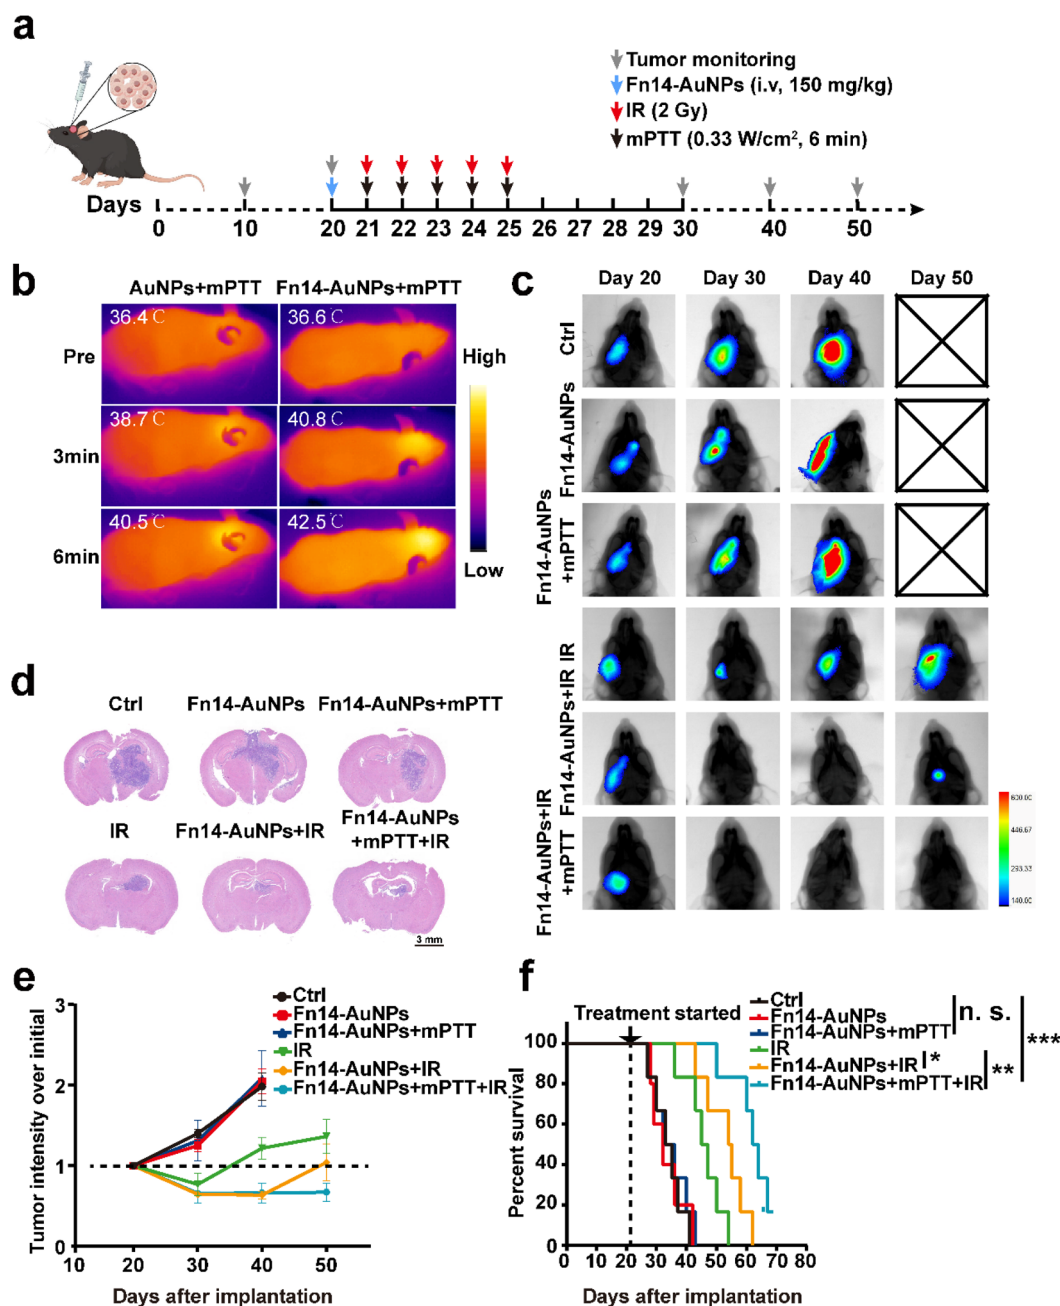 a
Tumor monitoring
Fn14-AuNPs (i.v, 150 mg/kg)
IR (2 Gy)
mPTT (0.33 W/cm², 6 min)
Days
0 10 20 21 22 23 24 25 26 27 28 29 30 40 50
b
AuNPs+mPTT Fn14-AuNPs+mPTT
Pre
36.4℃ 36.6℃
3min
38.7℃ 40.8℃
6min
40.5℃ 42.5℃
High
Low
c
Day 20 Day 30 Day 40 Day 50
Ctrl
Fn14-AuNPs
Fn14-AuNPs
+mPTT
IR
Fn14-AuNPs+IR
Fn14-AuNPs+IR
+mPTT
600.00
446.67
293.33
140.00
d
Ctrl Fn14-AuNPs Fn14-AuNPs+mPTT
IR Fn14-AuNPs+IR Fn14-AuNPs
+mPTT+IR
3 mm
e
Tumor intensity over initial
3
2
1
0
10 20 30 40 50
Days after implantation
Ctrl
Fn14-AuNPs
Fn14-AuNPs+mPTT
IR
Fn14-AuNPs+IR
Fn14-AuNPs+mPTT+IR
f
Treatment started
Ctrl
Fn14-AuNPs
Fn14-AuNPs+mPTT
IR
Fn14-AuNPs+IR
Fn14-AuNPs+mPTT+IR
n. s.
*
**
***
Percent survival
100
80
60
40
20
0
0 10 20 30 40 50 60 70 80
Days after implantation